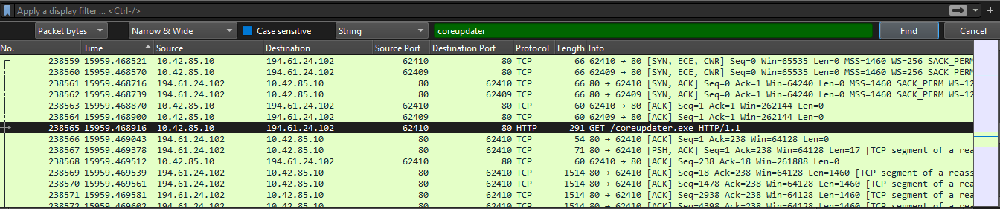 Apply a display filter ... <Ctrl-/>
Packet bytes Narrow & Wide Case sensitive String coreupdater Find Cancel
No. Time Source Destination Source Port Destination Port Protocol Length Info
238559 15959.468521 10.42.85.10 194.61.24.102 62410 80 TCP 66 62410 → 80 [SYN, ECE, CWR] Seq=0 Win=65535 Len=0 MSS=1460 WS=256 SACK_PERM
238560 15959.468570 10.42.85.10 194.61.24.102 62409 80 TCP 66 62409 → 80 [SYN, ECE, CWR] Seq=0 Win=65535 Len=0 MSS=1460 WS=256 SACK_PERM
238561 15959.468716 194.61.24.102 10.42.85.10 80 62410 TCP 66 80 → 62410 [SYN, ACK] Seq=0 Ack=1 Win=64240 Len=0 MSS=1460 SACK_PERM WS=12
238562 15959.468739 194.61.24.102 10.42.85.10 80 62409 TCP 66 80 → 62409 [SYN, ACK] Seq=0 Ack=1 Win=64240 Len=0 MSS=1460 SACK_PERM WS=12
238563 15959.468870 10.42.85.10 194.61.24.102 62410 80 TCP 60 62410 → 80 [ACK] Seq=1 Ack=1 Win=262144 Len=0
238564 15959.468900 10.42.85.10 194.61.24.102 62409 80 TCP 60 62409 → 80 [ACK] Seq=1 Ack=1 Win=262144 Len=0
238565 15959.468916 10.42.85.10 194.61.24.102 62410 80 HTTP 291 GET /coreupdater.exe HTTP/1.1
238566 15959.469043 194.61.24.102 10.42.85.10 80 62410 TCP 54 80 → 62410 [ACK] Seq=1 Ack=238 Win=64128 Len=0
238567 15959.469378 194.61.24.102 10.42.85.10 80 62410 TCP 71 80 → 62410 [PSH, ACK] Seq=1 Ack=238 Win=64128 Len=17 [TCP segment of a rea
238568 15959.469512 10.42.85.10 194.61.24.102 62410 80 TCP 60 62410 → 80 [ACK] Seq=238 Ack=18 Win=261888 Len=0
238569 15959.469539 194.61.24.102 10.42.85.10 80 62410 TCP 1514 80 → 62410 [ACK] Seq=18 Ack=238 Win=64128 Len=1460 [TCP segment of a reass
238570 15959.469561 194.61.24.102 10.42.85.10 80 62410 TCP 1514 80 → 62410 [ACK] Seq=1478 Ack=238 Win=64128 Len=1460 [TCP segment of a rea
238571 15959.469581 194.61.24.102 10.42.85.10 80 62410 TCP 1514 80 → 62410 [ACK] Seq=2938 Ack=238 Win=64128 Len=1460 [TCP segment of a rea
238572 15959.469602 194.61.24.102 10.42.85.10 80 62410 TCP 1514 80 → 62410 [ACK] Seq=4398 Ack=238 Win=64128 Len=1460 [TCP segment of a rea